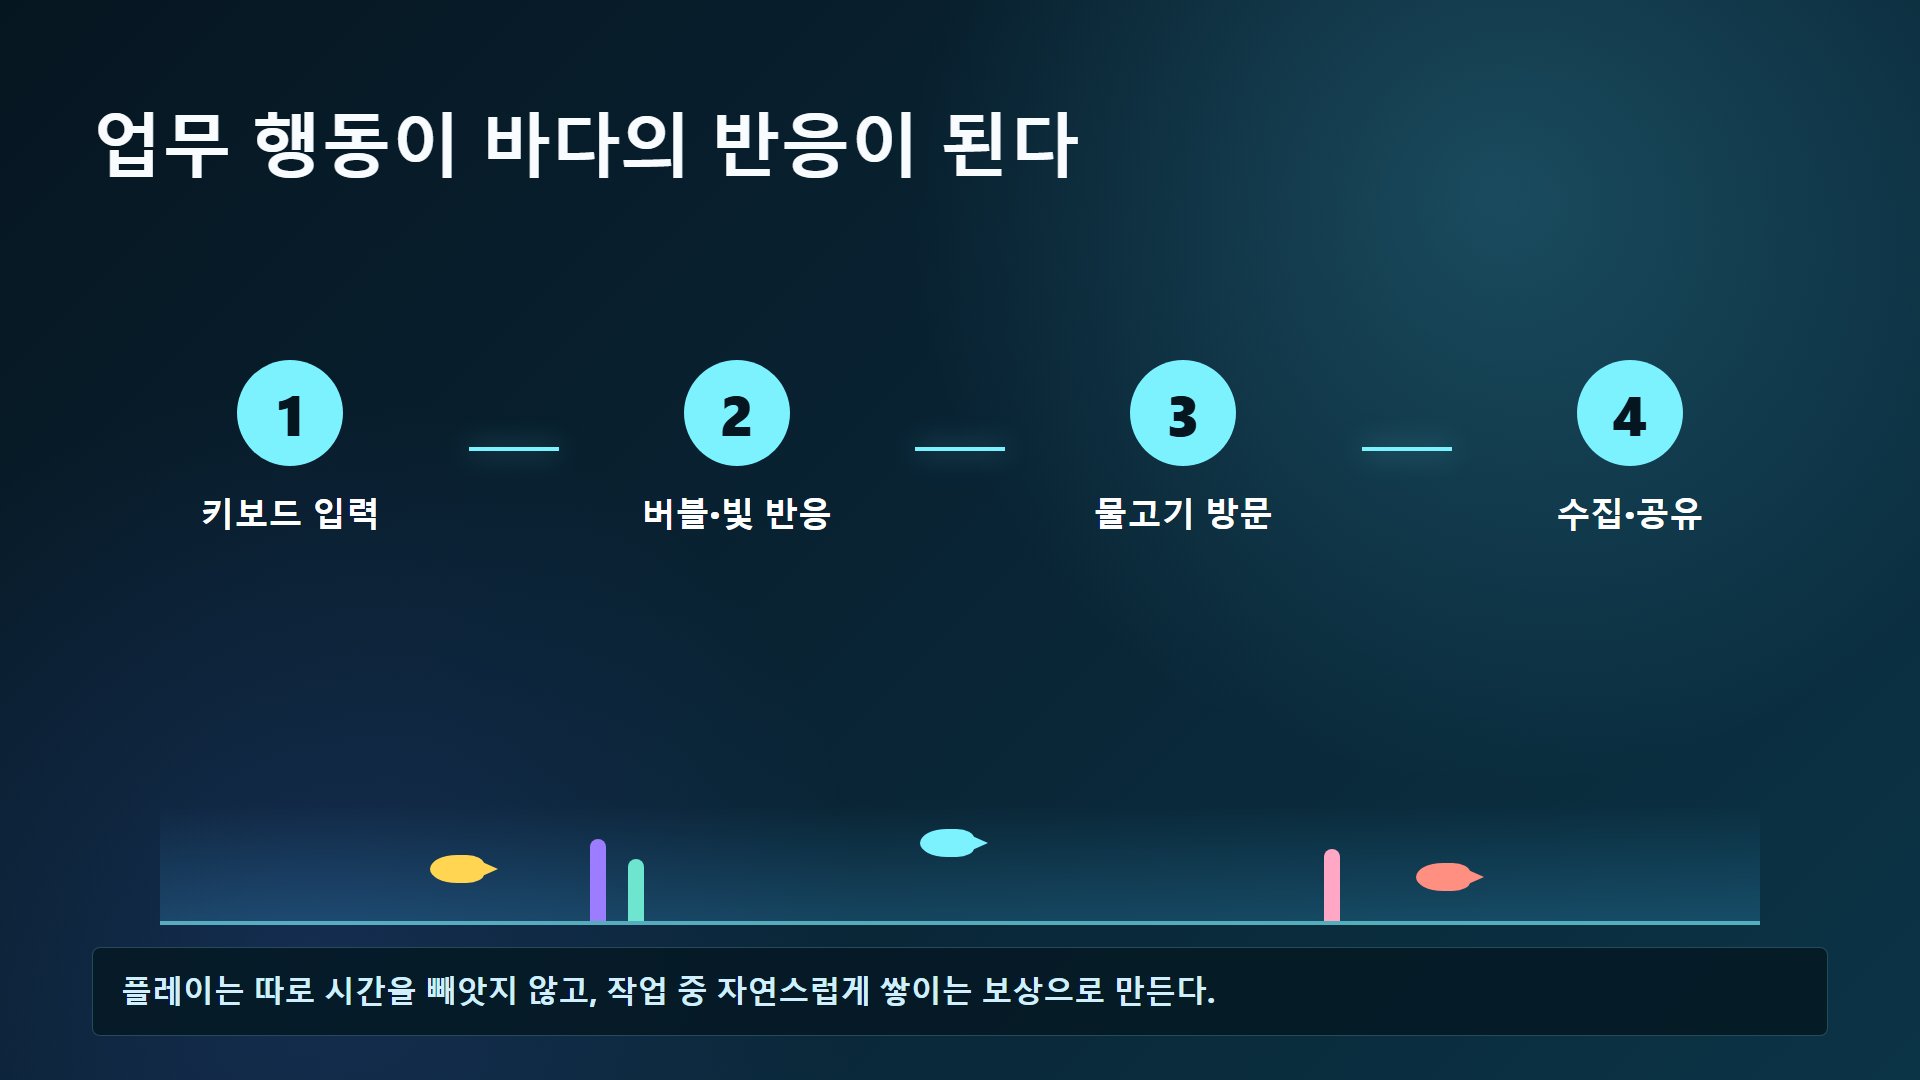 업무 행동이 바다의 반응이 된다
1
2
3
4
키보드 입력
버블•빛 반응
물고기 방문
수집•공유
플레이는 따로 시간을 빼앗지 않고, 작업 중 자연스럽게 쌓이는 보상으로 만든다.